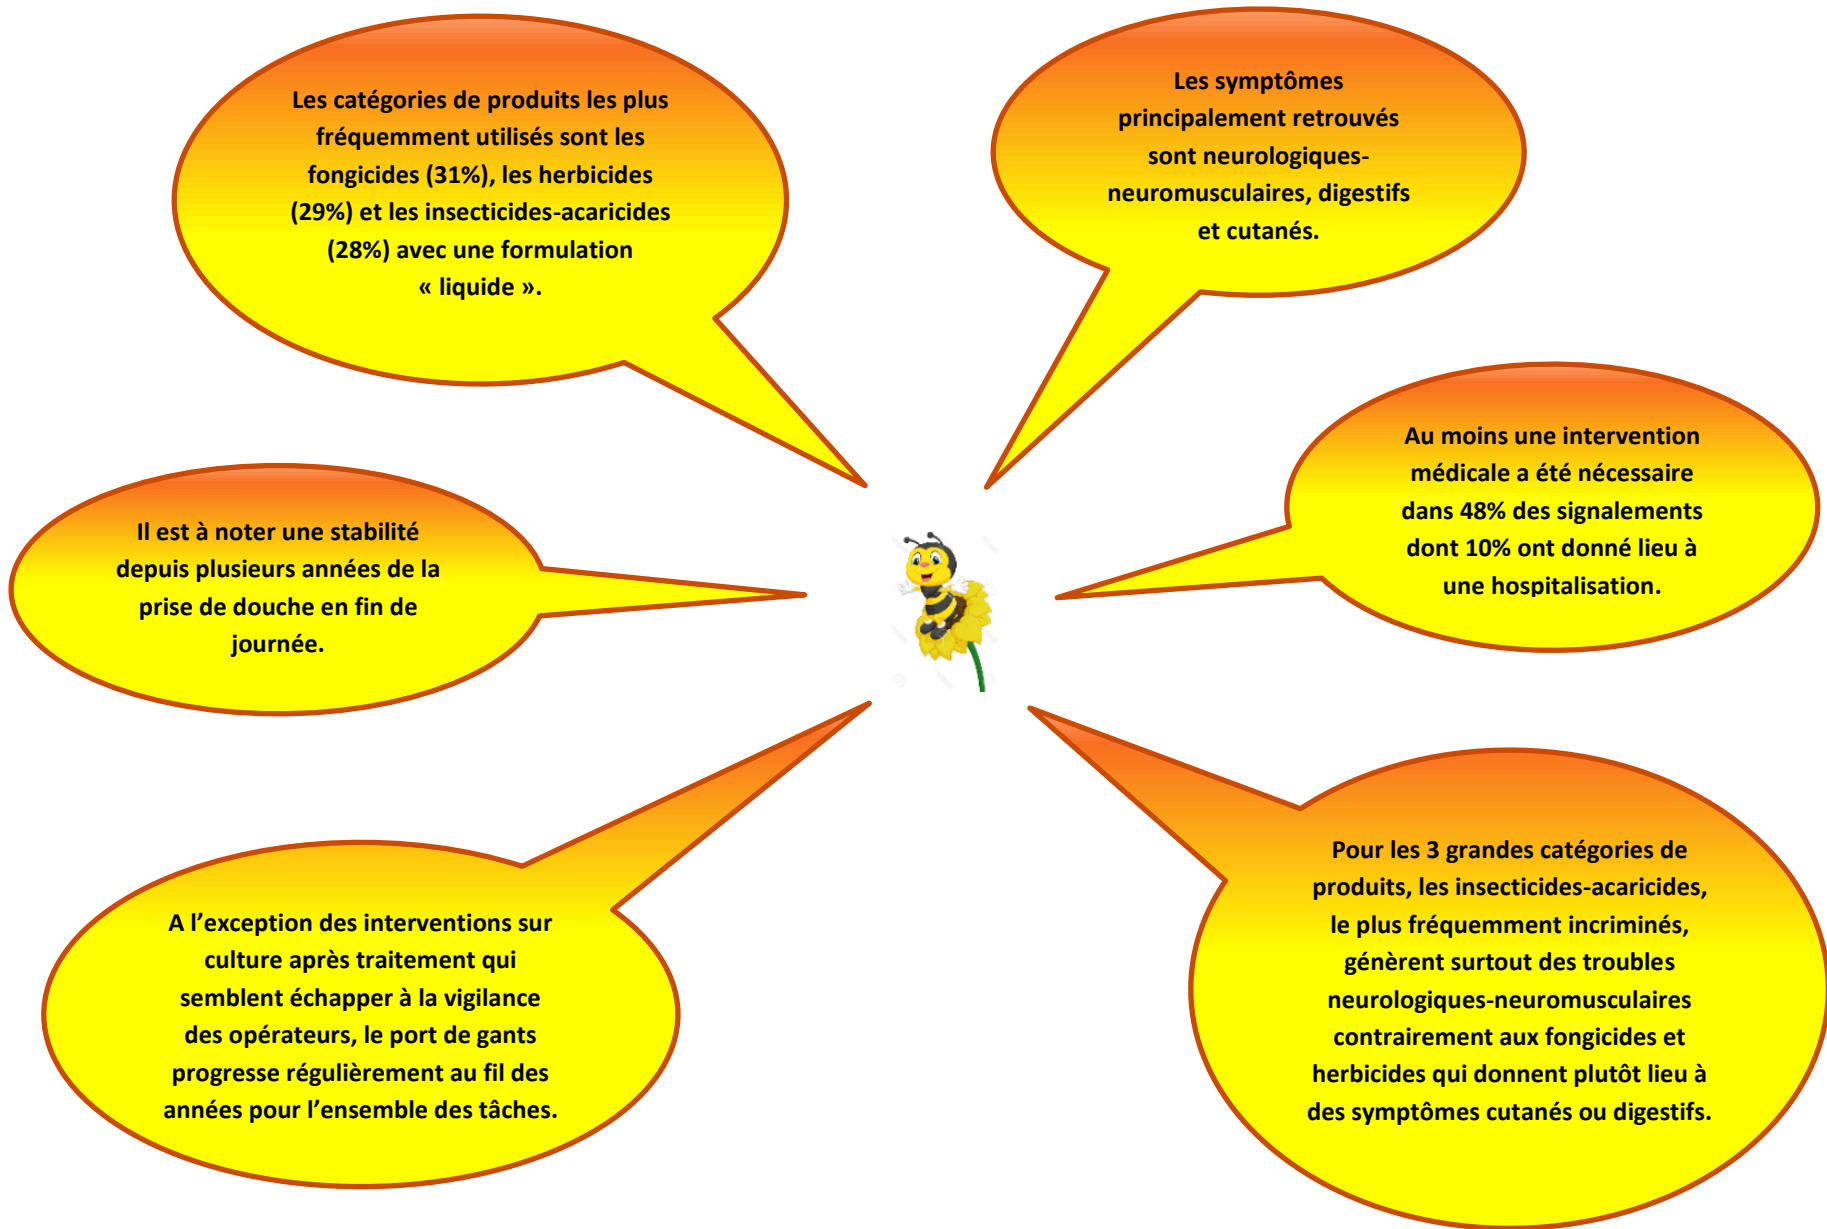 Les catégories de produits les plus
fréquemment utilisés sont les
fongicides (31%), les herbicides
(29%) et les insecticides-acaricides
(28%) avec une formulation
« liquide ».
Les symptômes
principalement retrouvés
sont neurologiques-
neuromusculaires, digestifs
et cutanés.
Au moins une intervention
médicale a été nécessaire
dans 48% des signalements
dont 10% ont donné lieu à
une hospitalisation.
Il est à noter une stabilité
depuis plusieurs années de la
prise de douche en fin de
journée.
A l’exception des interventions sur
culture après traitement qui
semblent échapper à la vigilance
des opérateurs, le port de gants
progresse régulièrement au fil des
années pour l’ensemble des tâches.
Pour les 3 grandes catégories de
produits, les insecticides-acaricides,
le plus fréquemment incriminés,
génèrent surtout des troubles
neurologiques-neuromusculaires
contrairement aux fongicides et
herbicides qui donnent plutôt lieu à
des symptômes cutanés ou digestifs.